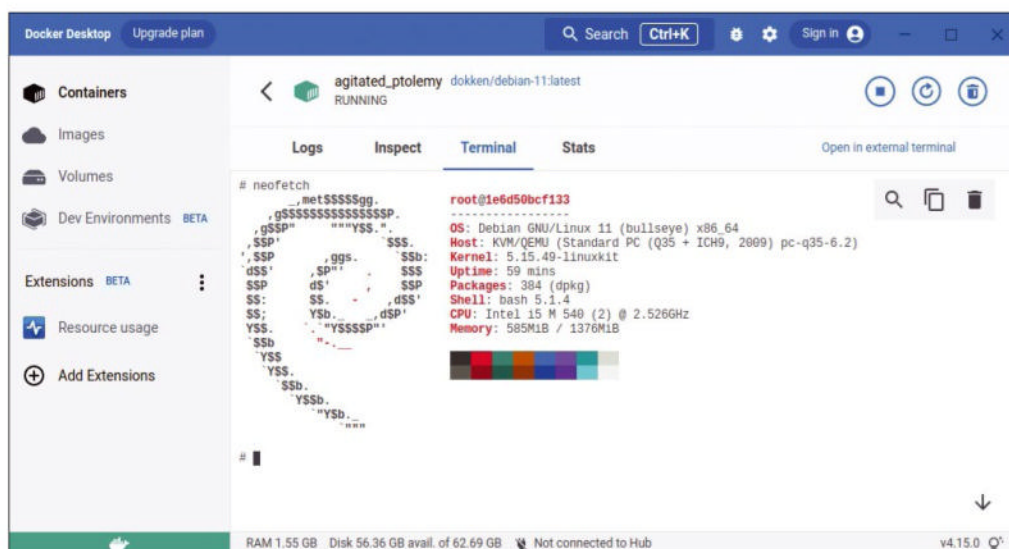 Docker Desktop Upgrade plan Search Ctrl+K Sign in
Containers
Images
Volumes
Dev Environments BETA
Extensions BETA
Resource usage
Add Extensions
agitated_ptolemy dokken/debian-11:latest
RUNNING
Logs Inspect Terminal Stats Open in external terminal
# neofetch
_,met$$$$$gg.
,g$$$$$$$$$$$$$$$P.
,g$$P" """Y$$.".
,$$P' `$$$.
',$$P ,ggs. `$$b:
`d$$' ,$P"' . $$$
$$P d$' , $$P
$$: $$. - ,d$$'
$$; Y$b._ _,d$P'
Y$$. `.`"Y$$$$P"'
`$$b "-.__
`Y$$
`Y$$.
`$$b.
`Y$$b.
`"Y$b._
`"""
root@1e6d50bcf133
-----------------
OS: Debian GNU/Linux 11 (bullseye) x86_64
Host: KVM/QEMU (Standard PC (Q35 + ICH9, 2009) pc-q35-6.2)
Kernel: 5.15.49-linuxkit
Uptime: 59 mins
Packages: 384 (dpkg)
Shell: bash 5.1.4
CPU: Intel i5 M 540 (2) @ 2.526GHz
Memory: 585MiB / 1376MiB
#
RAM 1.55 GB Disk 56.36 GB avail. of 62.69 GB Not connected to Hub v4.15.0